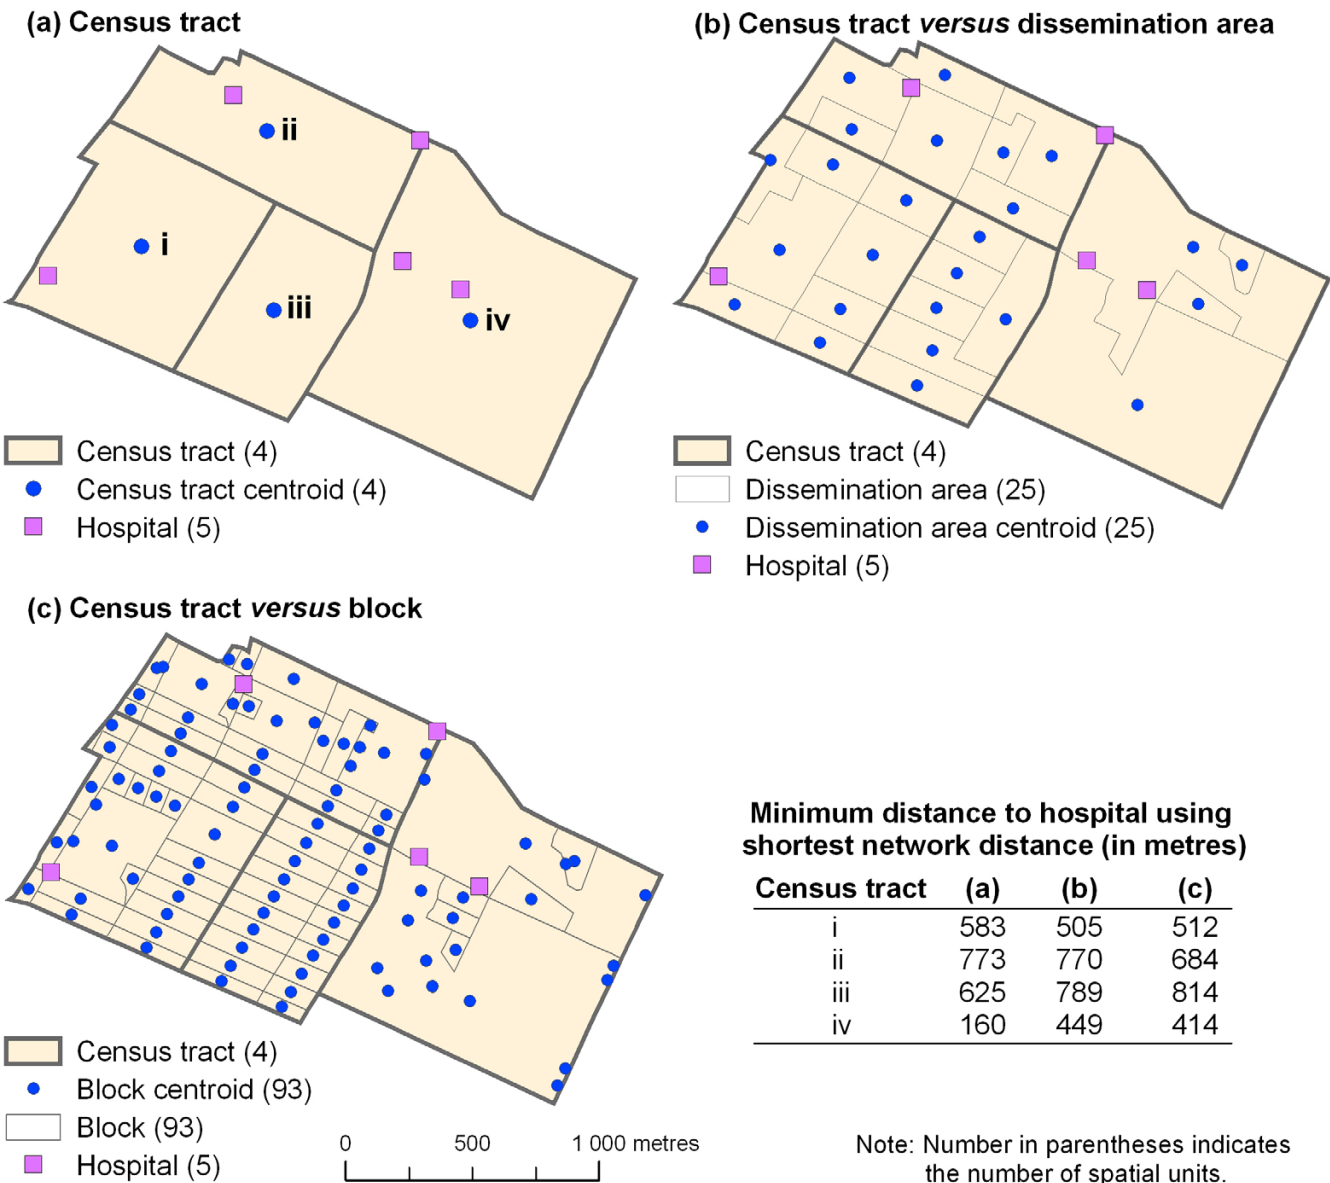 (a) Census tract
ii
i
iii
iv
Census tract (4)
Census tract centroid (4)
Hospital (5)
(b) Census tract versus dissemination area
Census tract (4)
Dissemination area (25)
Dissemination area centroid (25)
Hospital (5)
(c) Census tract versus block
Census tract (4)
Block centroid (93)
Block (93)
Hospital (5)
0 500 1 000 metres
Minimum distance to hospital using
shortest network distance (in metres)
Census tract (a) (b) (c)
i 583 505 512
ii 773 770 684
iii 625 789 814
iv 160 449 414
Note: Number in parentheses indicates
the number of spatial units.